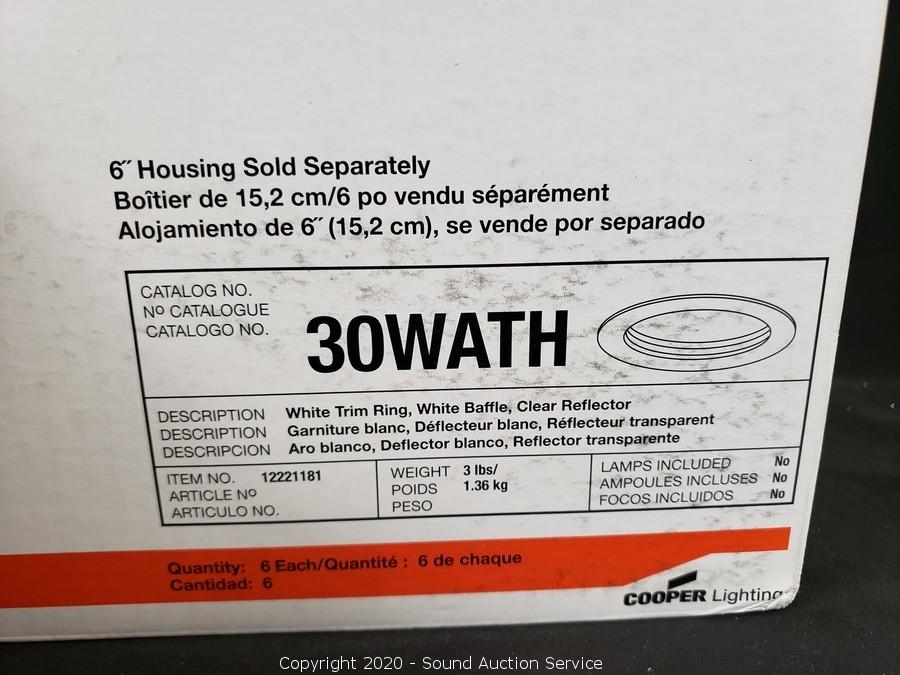 6″ Housing Sold Separately
Boîtier de 15,2 cm/6 po vendu séparément
Alojamiento de 6″ (15,2 cm), se vende por separado
CATALOG NO.
Nº CATALOGUE
CATALOGO NO.
30WATH
DESCRIPTION White Trim Ring, White Baffle, Clear Reflector
DESCRIPTION Garniture blanc, Déflecteur blanc, Réflecteur transparent
DESCRIPCION Aro blanco, Deflector blanco, Reflector transparente
ITEM NO. 12221181
ARTICLE Nº
ARTICULO NO.
WEIGHT 3 lbs/
POIDS 1.36 kg
PESO
LAMPS INCLUDED No
AMPOULES INCLUSES No
FOCOS INCLUIDOS No
Quantity: 6 Each/Quantité : 6 de chaque
Cantidad: 6
COOPER Lighting
Copyright 2020 - Sound Auction Service